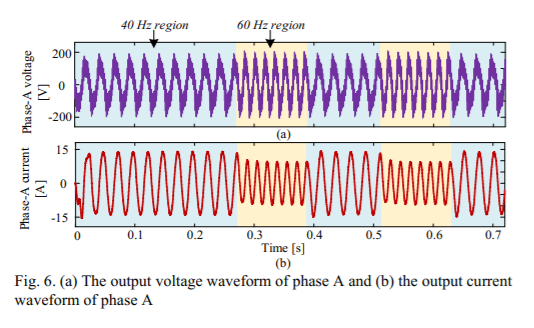 40 Hz region 60 Hz region
Phase-A voltage
[V]
200
0
-200
(a)
Phase-A current
[A]
15
0
-15
0 0.1 0.2 0.3 0.4 0.5 0.6 0.7
Time [s]
(b)
Fig. 6. (a) The output voltage waveform of phase A and (b) the output current
waveform of phase A